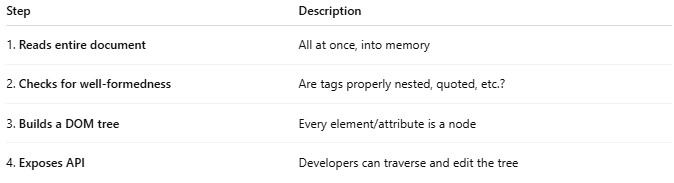 Step Description
1. Reads entire document All at once, into memory
2. Checks for well-formedness Are tags properly nested, quoted, etc.?
3. Builds a DOM tree Every element/attribute is a node
4. Exposes API Developers can traverse and edit the tree